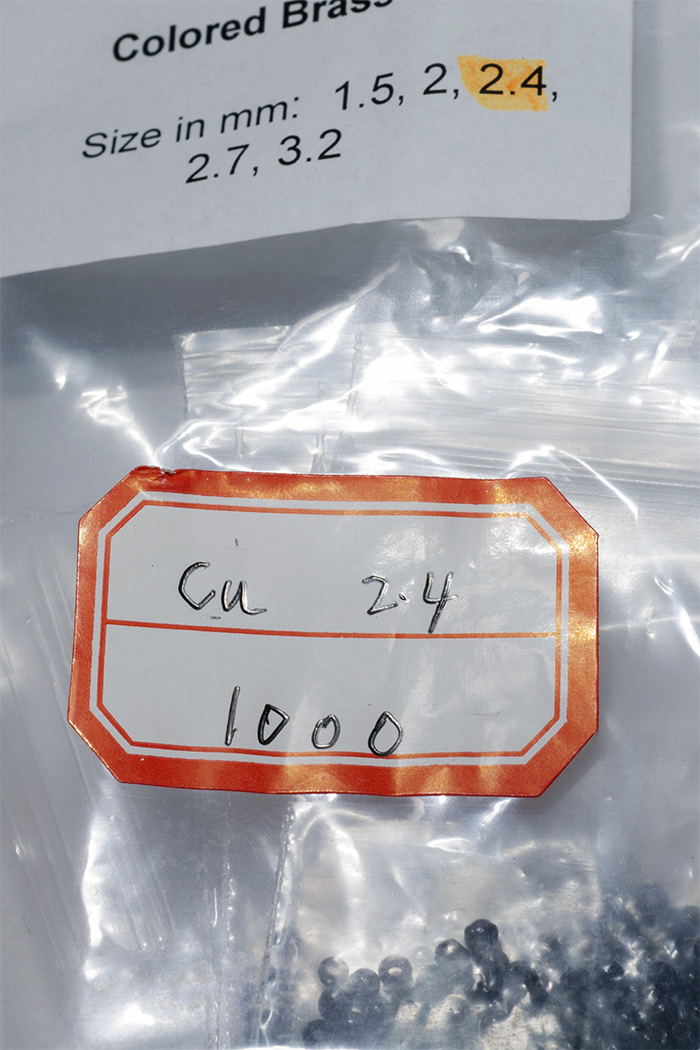 Colored Brass
Size in mm: 1.5, 2, 2.4,
2.7, 3.2
Cu 2.4
1000